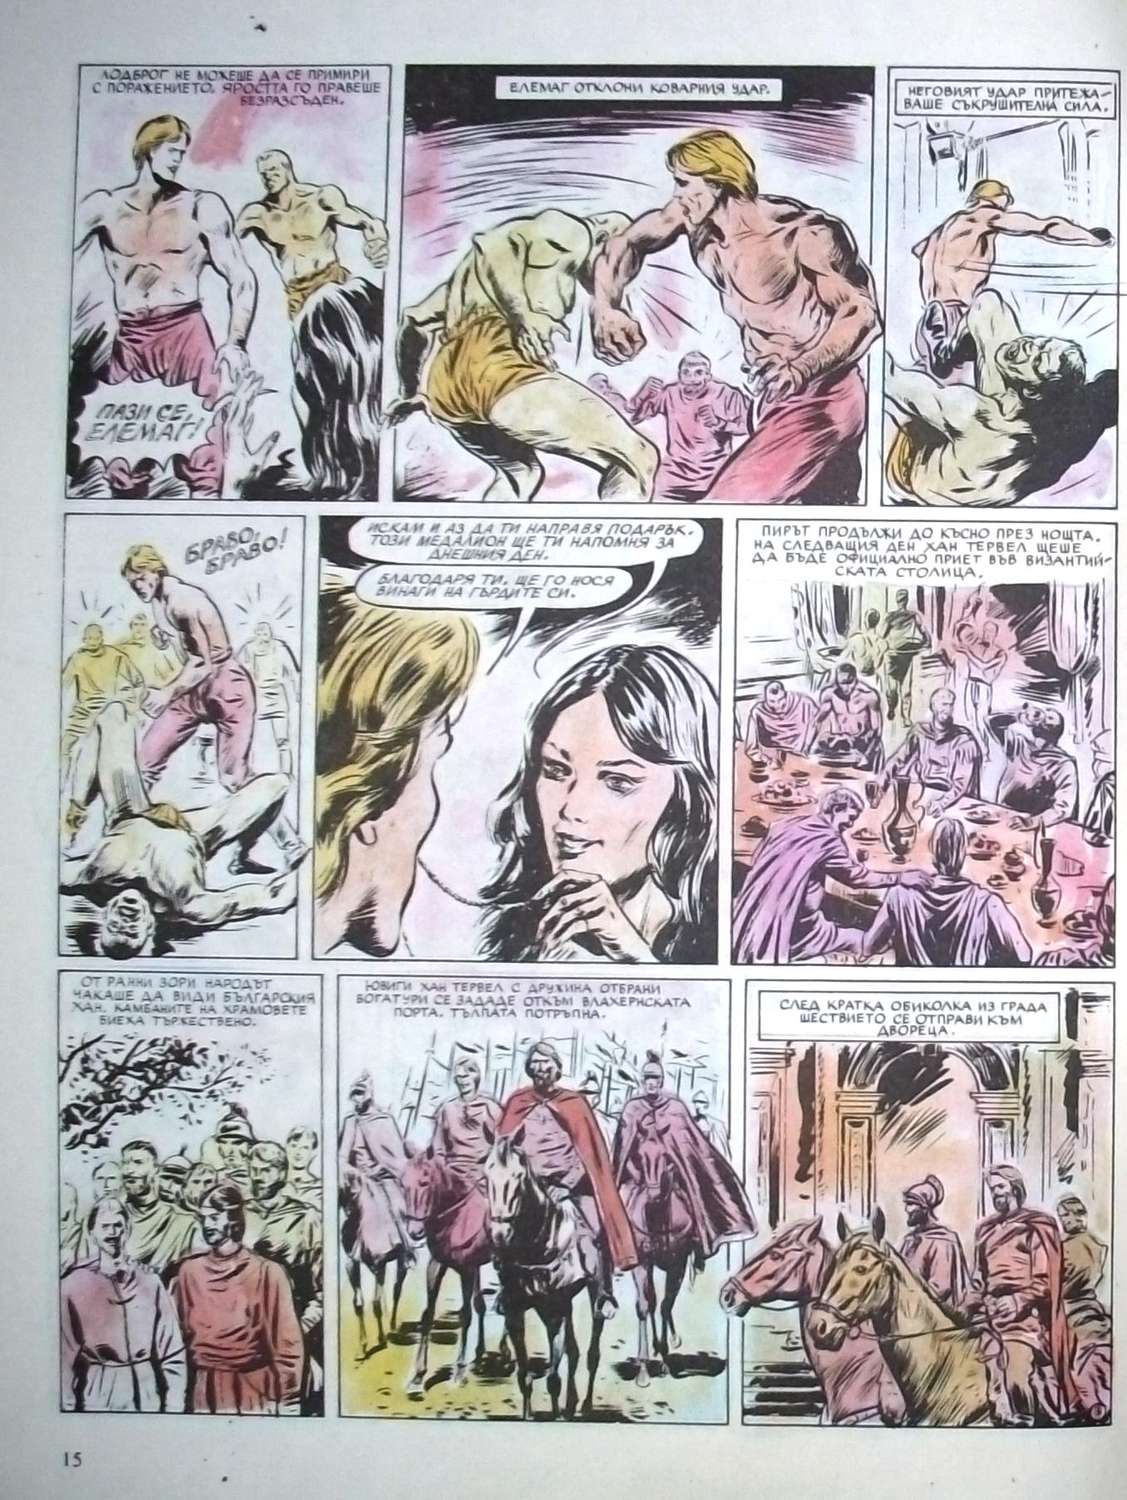 ЛОДБРОГ НЕ МОЖЕШЕ ДА СЕ ПРИМИРИ
С ПОРАЖЕНИЕТО. ЯРОСТТА ГО ПРАВЕШЕ
БЕЗРАЗСЪДЕН.
ПАЗИ СЕ,
ЕЛЕМАГ!
ЕЛЕМАГ ОТКЛОНИ КОВАРНИЯ УДАР.
НЕГОВИЯТ УДАР ПРИТЕЖА-
ВАШЕ СЪКРУШИТЕЛНА СИЛА.
БРАВО,
БРАВО!
ИСКАМ И АЗ ДА ТИ НАПРАВЯ ПОДАРЪК.
ТОЗИ МЕДАЛИОН ЩЕ ТИ НАПОМНЯ ЗА
ДНЕШНИЯ ДЕН.
БЛАГОДАРЯ ТИ. ЩЕ ГО НОСЯ
ВИНАГИ НА ГЪРДИТЕ СИ.
ПИРЪТ ПРОДЪЛЖИ ДО КЪСНО ПРЕЗ НОЩТА.
НА СЛЕДВАЩИЯ ДЕН ХАН ТЕРВЕЛ ЩЕШЕ
ДА БЪДЕ ОФИЦИАЛНО ПРИЕТ ВЪВ ВИЗАНТИЙ-
СКАТА СТОЛИЦА.
ОТ РАННИ ЗОРИ НАРОДЪТ
ЧАКАШЕ ДА ВИДИ БЪЛГАРСКИЯ
ХАН. КАМБАНИТЕ НА ХРАМОВЕТЕ
БИЕХА ТЪРЖЕСТВЕНО.
ЮВИГИ ХАН ТЕРВЕЛ С ДРУЖИНА ОТБРАНИ
БОГАТУРИ СЕ ЗАДАДЕ ОТКЪМ ВЛАХЕРНСКАТА
ПОРТА. ТЪЛПАТА ПОТРЪПНА.
СЛЕД КРАТКА ОБИКОЛКА ИЗ ГРАДА
ШЕСТВИЕТО СЕ ОТПРАВИ КЪМ
ДВОРЕЦА.
15